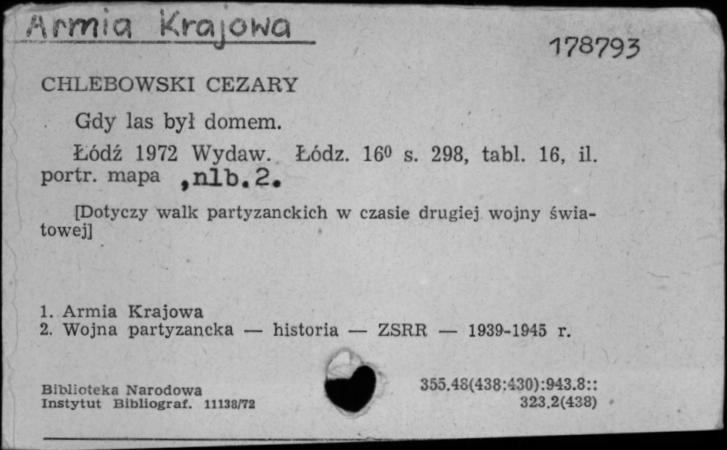 Armia Krajowa
178793
CHLEBOWSKI CEZARY
Gdy las był domem.
Łódź 1972 Wydaw. Łódz. 16⁰ s. 298, tabl. 16, il.
portr. mapa ,nlb.2.
[Dotyczy walk partyzanckich w czasie drugiej wojny świa-
towej]
1. Armia Krajowa
2. Wojna partyzancka — historia — ZSRR — 1939-1945 r.
Biblioteka Narodowa
Instytut Bibliograf. 11138/72
355.48(438:430):943.8::
323.2(438)